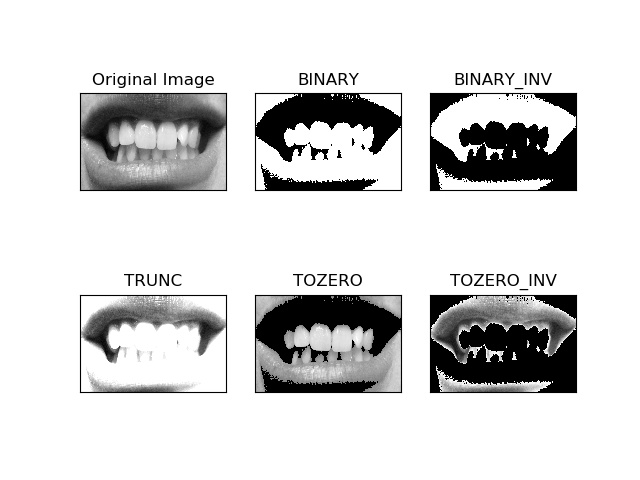 Original Image
BINARY
BINARY_INV
TRUNC
TOZERO
TOZERO_INV